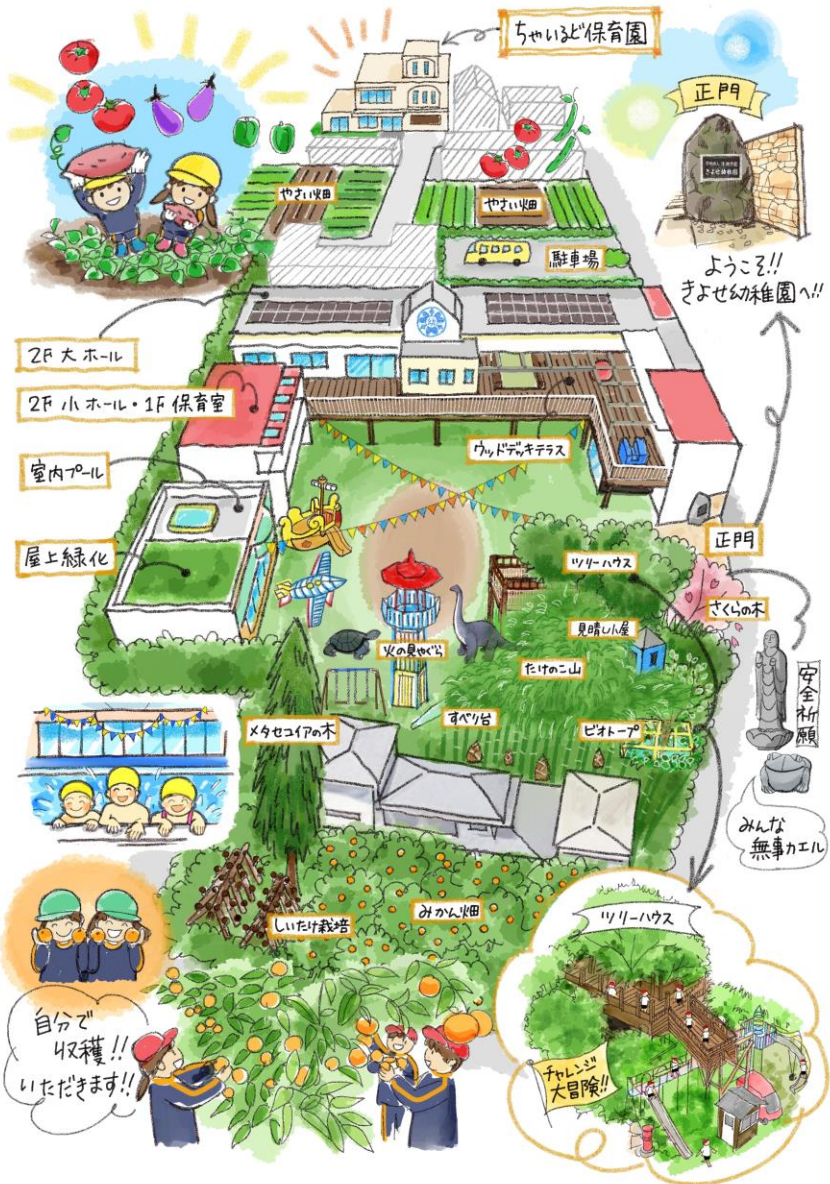 ちゃいるど保育園
正門
きよせ幼稚園
ようこそ!!
きよせ幼稚園へ!!
やさい畑
やさい畑
駐車場
2F 大ホール
2F 小ホール・1F 保育室
室内プール
屋上緑化
ウッドデッキテラス
正門
ツリーハウス
さくらの木
見晴し小屋
火の見やぐら
たけのこ山
安全祈願
メタセコイアの木
すべり台
ビオトープ
みんな
無事カエル
しいたけ栽培
みかん畑
ツリーハウス
自分で
収穫!!
いただきます!!
チャレンジ
大冒険!!